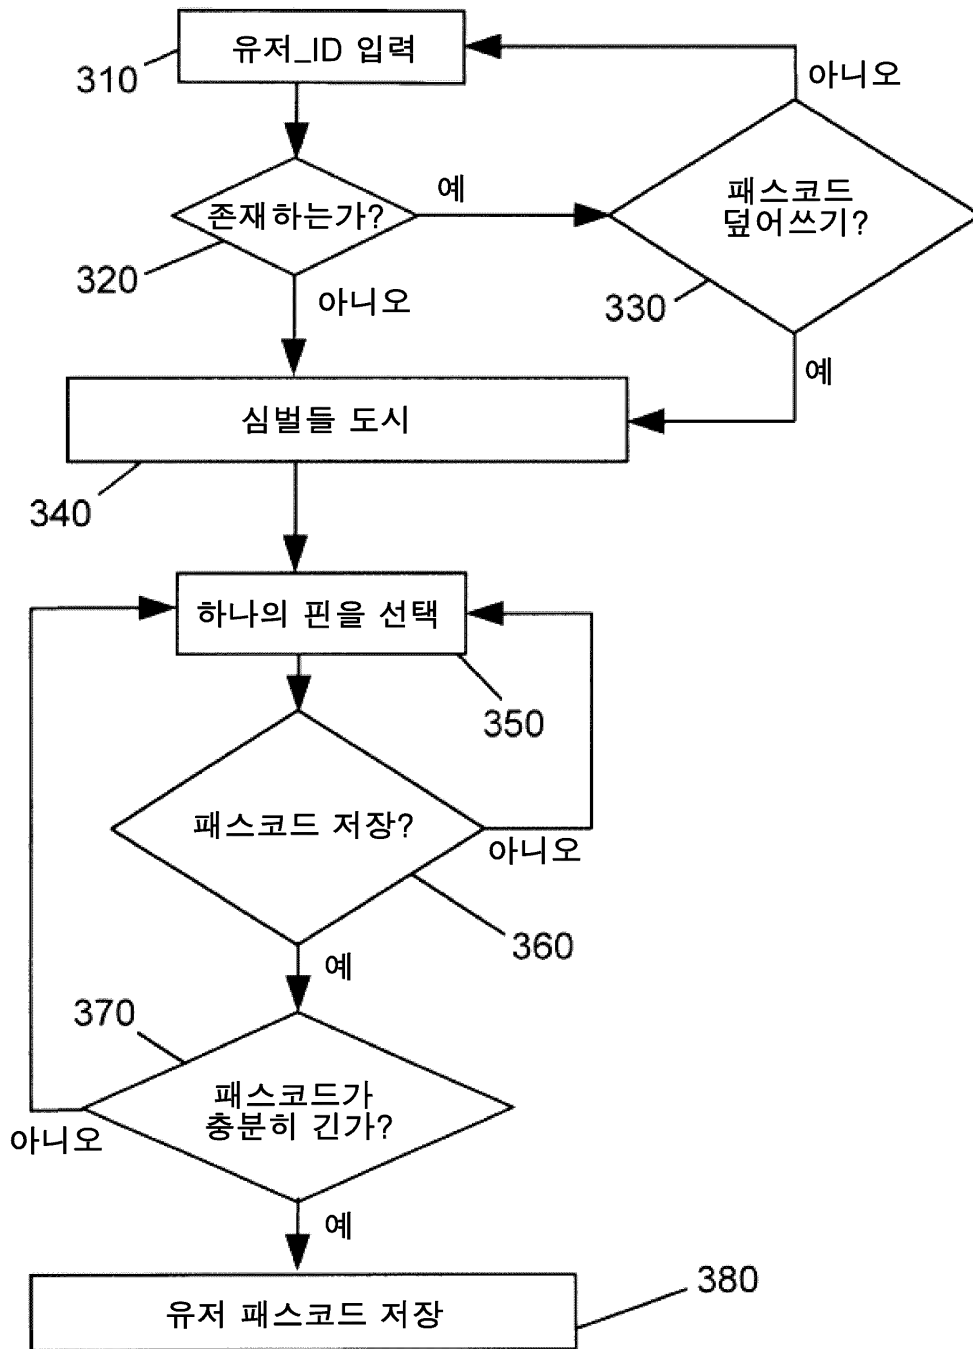 유저_ID 입력
310
아니오
존재하는가?
예
패스코드
덮어쓰기?
320
330
아니오
예
심벌들 도시
340
하나의 핀을 선택
350
패스코드 저장?
아니오
360
예
370
패스코드가
충분히 긴가?
아니오
예
380
유저 패스코드 저장